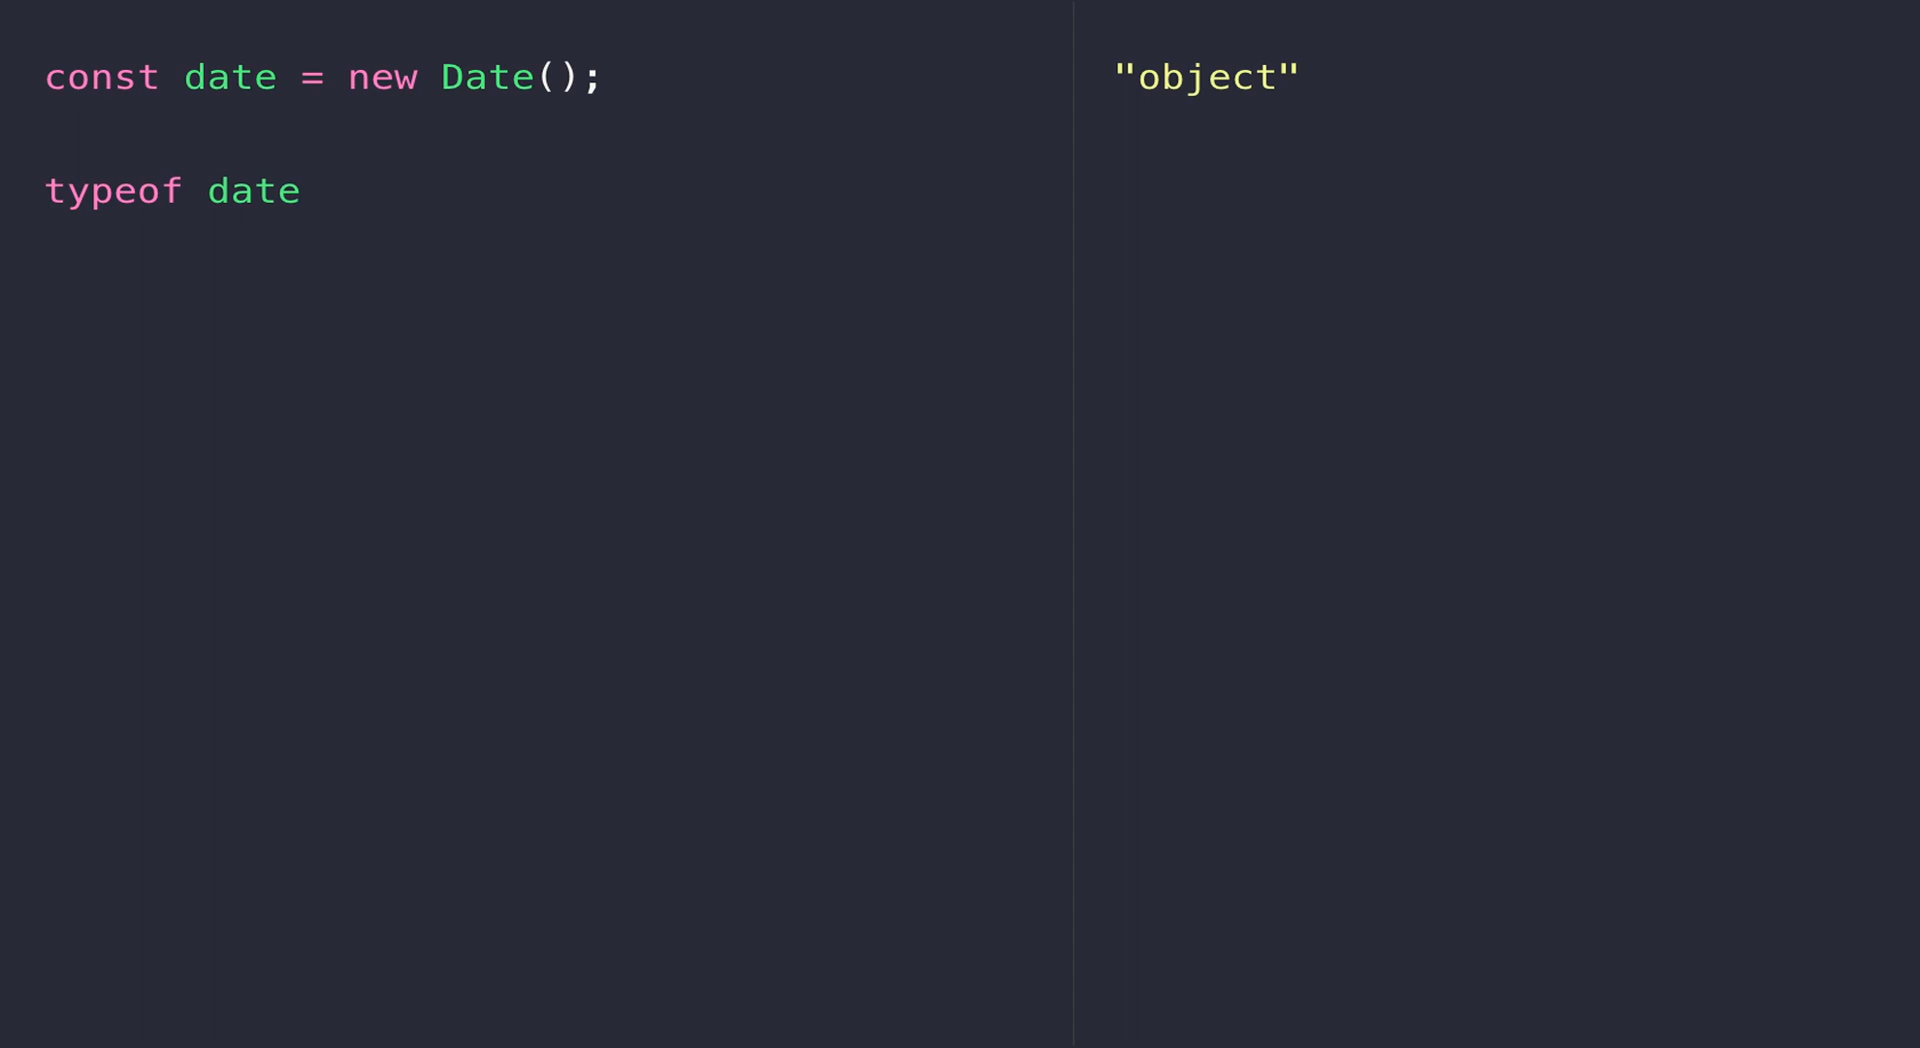 const date = new Date();
typeof date
"object"